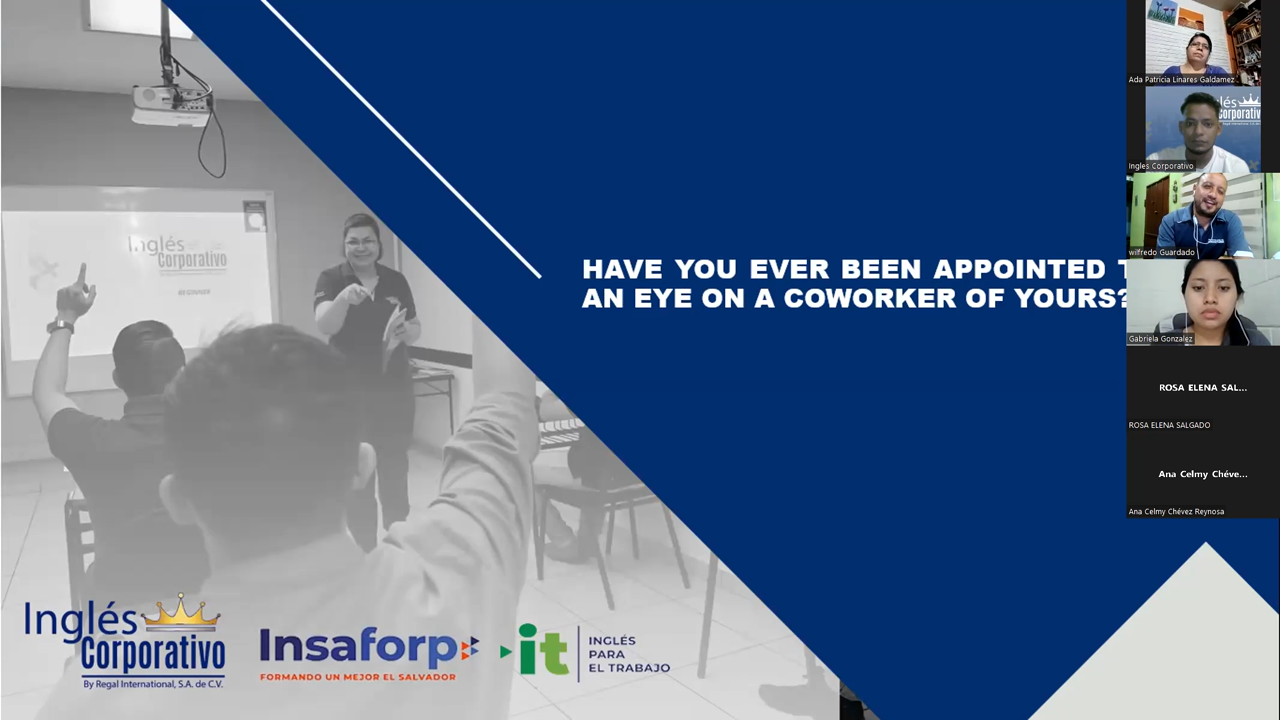 Inglés
Corporativo
BEGINNER
HAVE YOU EVER BEEN APPOINTED T
AN EYE ON A COWORKER OF YOURS?
Inglés
Corporativo
By Regal International, S.A. de C.V.
Insaforp
FORMANDO UN MEJOR EL SALVADOR
it
INGLÉS
PARA
EL TRABAJO
Ada Patricia Linares Galdamez
glés
Corporativo
Ingles Corporativo
wilfredo Guardado
Gabriela Gonzalez
ROSA ELENA SAL...
ROSA ELENA SALGADO
Ana Celmy Chéve...
Ana Celmy Chévez Reynosa